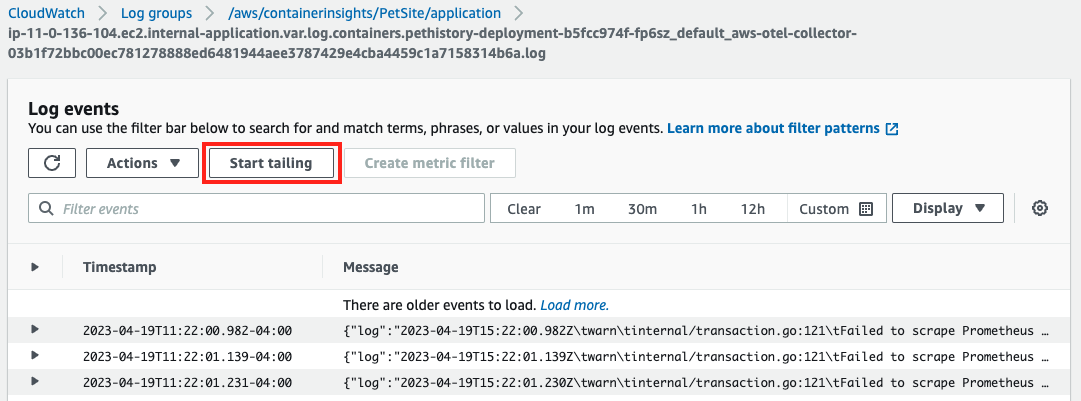 CloudWatch > Log groups > /aws/containerinsights/PetSite/application >
ip-11-0-136-104.ec2.internal-application.var.log.containers.pethistory-deployment-b5fcc974f-fp6sz_default_aws-otel-collector-
03b1f72bbc00ec781278888ed6481944aee3787429e4cba4459c1a7158314b6a.log
Log events
You can use the filter bar below to search for and match terms, phrases, or values in your log events. Learn more about filter patterns
Actions Start tailing Create metric filter
Filter events Clear 1m 30m 1h 12h Custom Display
Timestamp Message
There are older events to load. Load more.
2023-04-19T11:22:00.982-04:00 {"log":"2023-04-19T15:22:00.982Z\twarn\tinternal/transaction.go:121\tFailed to scrape Prometheus …
2023-04-19T11:22:01.139-04:00 {"log":"2023-04-19T15:22:01.139Z\twarn\tinternal/transaction.go:121\tFailed to scrape Prometheus …
2023-04-19T11:22:01.231-04:00 {"log":"2023-04-19T15:22:01.230Z\twarn\tinternal/transaction.go:121\tFailed to scrape Prometheus …